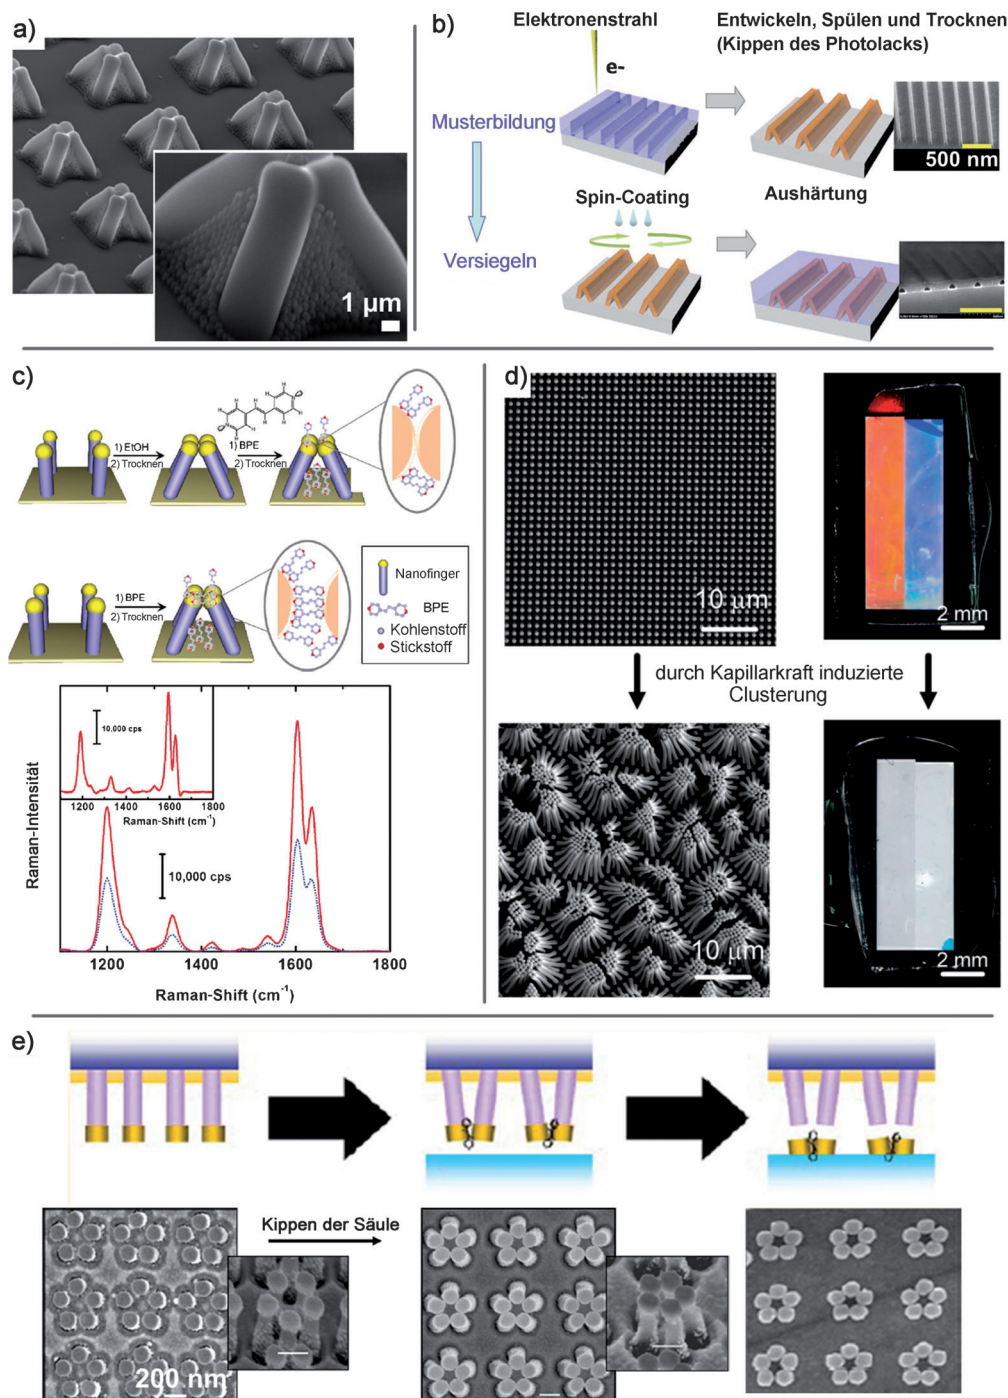 a)
1 µm
b)
Elektronenstrahl
e-
Entwickeln, Spülen und Trocknen
(Kippen des Photolacks)
Musterbildung
500 nm
Spin-Coating
Aushärtung
Versiegeln
c)
H H
H H
H
H
H H
H H
1) EtOH
2) Trocknen
1) BPE
2) Trocknen
1) BPE
2) Trocknen
Nanofinger
BPE
Kohlenstoff
Stickstoff
10,000 cps
1200 1400 1600 1800
Raman-Shift (cm-1)
10,000 cps
Raman-Intensität
1200 1400 1600 1800
Raman-Shift (cm-1)
d)
10 µm
2 mm
durch Kapillarkraft induzierte
Clusterung
10 µm
2 mm
e)
Kippen der Säule
200 nm